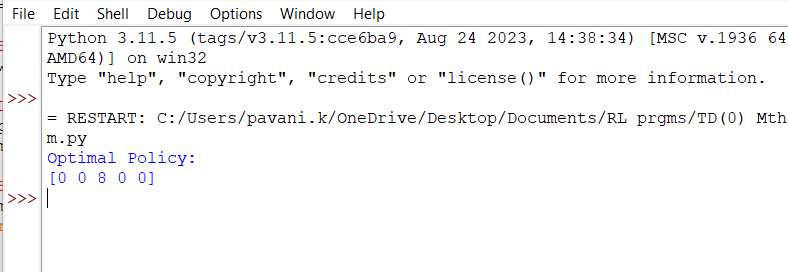 File Edit Shell Debug Options Window Help
Python 3.11.5 (tags/v3.11.5:cce6ba9, Aug 24 2023, 14:38:34) [MSC v.1936 64
AMD64)] on win32
Type "help", "copyright", "credits" or "license()" for more information.
>>>
= RESTART: C:/Users/pavani.k/OneDrive/Desktop/Documents/RL prgms/TD(0) Mth
m.py
Optimal Policy:
[0 0 8 0 0]
>>>